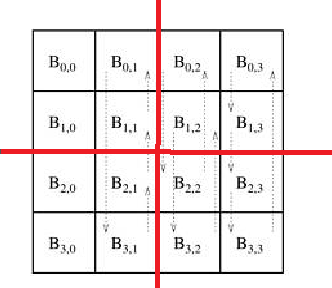 B0,0 B0,1 B0,2 B0,3
B1,0 B1,1 B1,2 B1,3
B2,0 B2,1 B2,2 B2,3
B3,0 B3,1 B3,2 B3,3